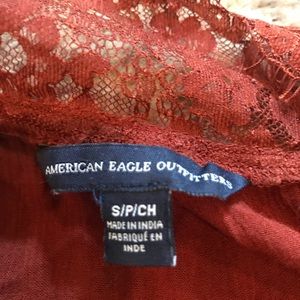 AMERICAN EAGLE OUTFITTERS
S/P/CH
MADE IN INDIA
FABRIQUÉ EN
INDE